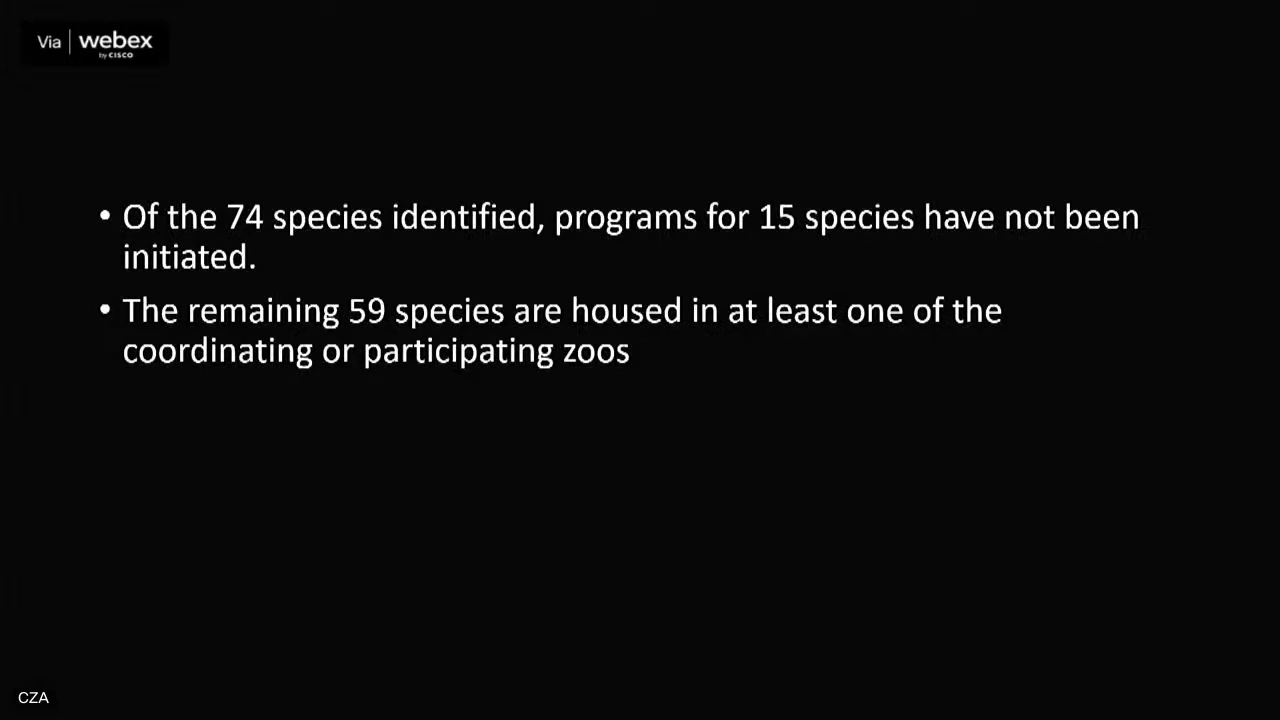 Via webex
by CISCO
• Of the 74 species identified, programs for 15 species have not been
initiated.
• The remaining 59 species are housed in at least one of the
coordinating or participating zoos
CZA